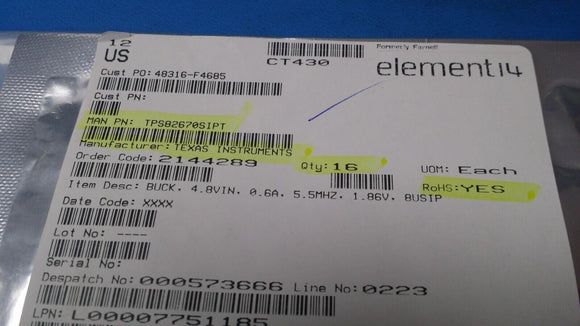 12
US
CT430
Formerly Farnell
element14
Cust PO: 48316-F4685
Cust PN:
MAN PN: TPS82670SIPT
Manufacturer: TEXAS INSTRUMENTS
Order Code: 2144289
Qty: 16
UOM: Each
RoHS: YES
Item Desc: BUCK, 4.8VIN, 0.6A, 5.5MHZ, 1.86V, 8USIP
Date Code: XXXX
Lot No: ----
Serial No:
Despatch No: 000573666 Line No: 0223
LPN: L00007751185